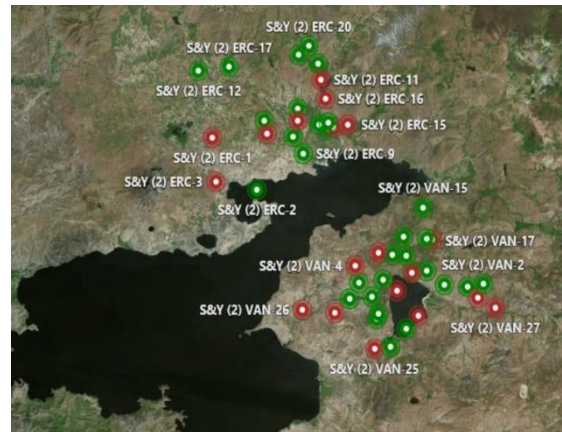 S&Y (2) ERC-20
S&Y (2) ERC-17
S&Y (2) ERC-11
S&Y (2) ERC-12
S&Y (2) ERC-16
S&Y (2) ERC-15
S&Y (2) ERC-1
S&Y (2) ERC-9
S&Y (2) ERC-3
S&Y (2) VAN-15
S&Y (2) ERC-2
S&Y (2) VAN-17
S&Y (2) VAN-4
S&Y (2) VAN-2
S&Y (2) VAN-26
S&Y (2) VAN-27
S&Y (2) VAN-25